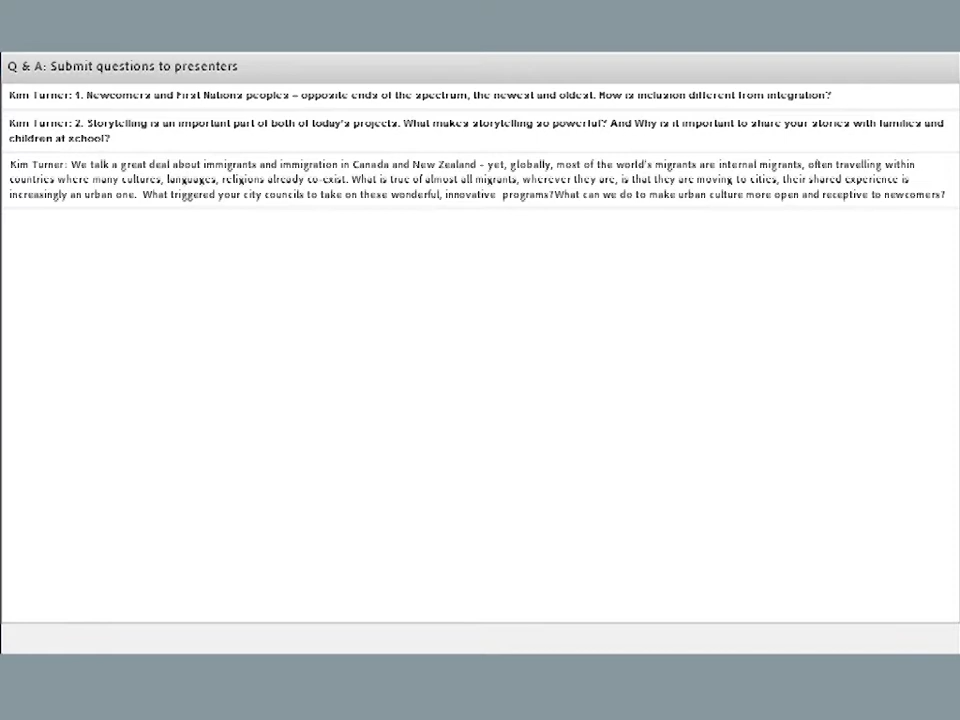 Q & A: Submit questions to presenters
Kim Turner: 1. Newcomers and First Nations peoples – opposite ends of the spectrum, the newest and oldest. How is inclusion different from integration?
Kim Turner: 2. Storytelling is an important part of both of today's projects. What makes storytelling so powerful? And Why is it important to share your stories with families and
children at school?
Kim Turner: We talk a great deal about immigrants and immigration in Canada and New Zealand – yet, globally, most of the world's migrants are internal migrants, often travelling within
countries where many cultures, languages, religions already co-exist. What is true of almost all migrants, wherever they are, is that they are moving to cities, their shared experience is
increasingly an urban one.  What triggered your city councils to take on these wonderful, innovative  programs?What can we do to make urban culture more open and receptive to newcomers?